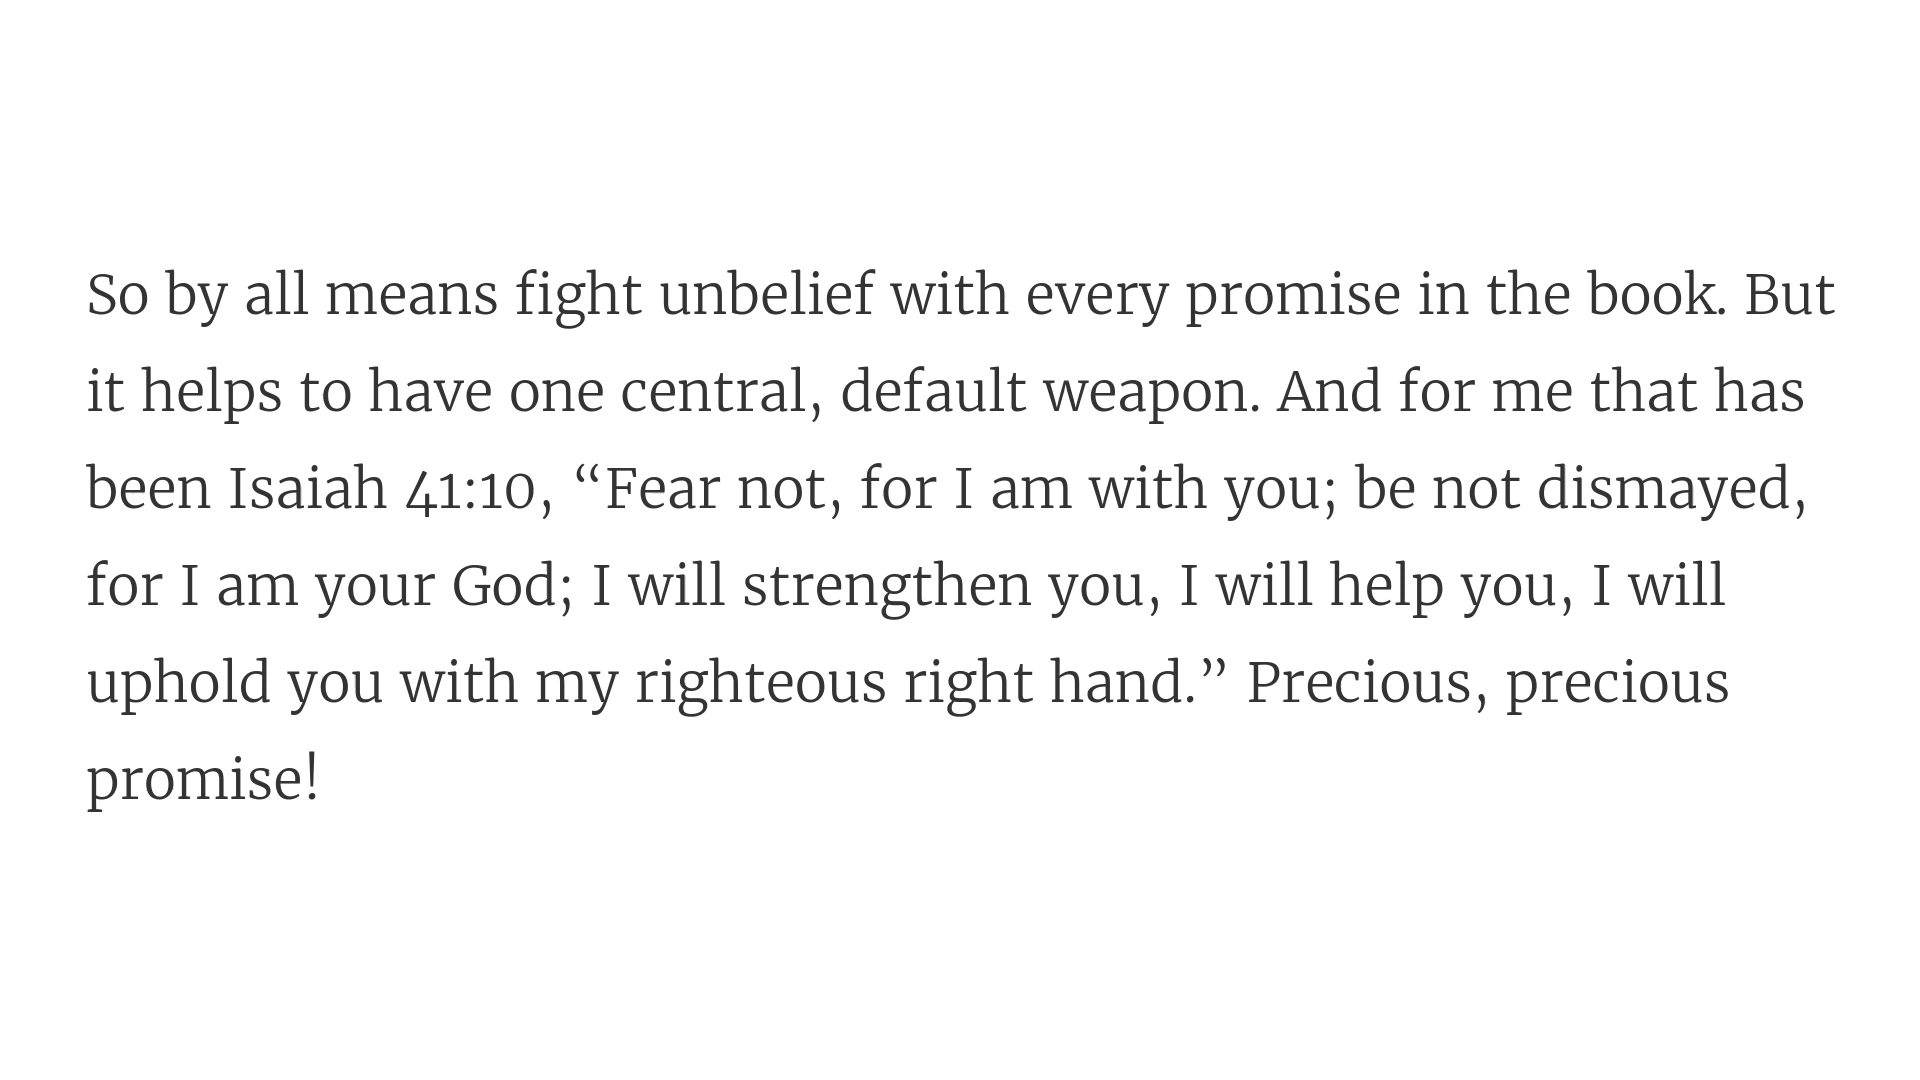 So by all means fight unbelief with every promise in the book. But
it helps to have one central, default weapon. And for me that has
been Isaiah 41:10, “Fear not, for I am with you; be not dismayed,
for I am your God; I will strengthen you, I will help you, I will
uphold you with my righteous right hand.” Precious, precious
promise!